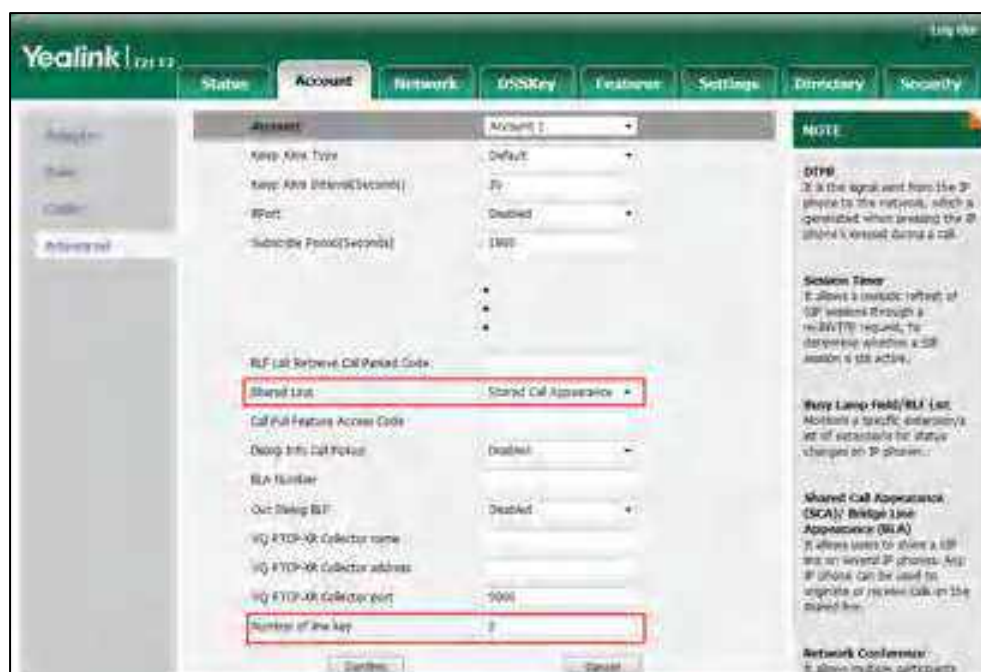 Log Out
Yealink
Status Account Network DSSKey Features Settings Directory Security
Register
Basic
Codec
Advanced
Account Account 1
Keep Alive Type Default
Keep Alive Interval(Seconds) 30
RPort Disabled
Subscribe Period(Seconds) 1800
BLF List Retrieve Call Parked Code
Shared Line Shared Call Appearance
Call Pull Feature Access Code
Dialog Info Call Pickup Disabled
BLA Number
Out Dialog BLF Disabled
VQ RTCP-XR Collector name
VQ RTCP-XR Collector address
VQ RTCP-XR Collector port 5060
Number of line key
Confirm Cancel
NOTE
DTMF
It is the signal sent from the IP
phone to the network, which is
generated when pressing the IP
phone's keypad during a call.
Session Timer
It allows a periodic refresh of
SIP sessions through a
re-INVITE request, to
determine whether a SIP
session is still active.
Busy Lamp Field/BLF List
Monitors a specific extension/a
list of extensions for status
changes on IP phones.
Shared Call Appearance
(SCA)/ Bridge Line
Appearance (BLA)
It allows users to share a SIP
line on several IP phones. Any
IP phone can be used to
originate or receive calls on the
shared line.
Network Conference
It allows multiple participants